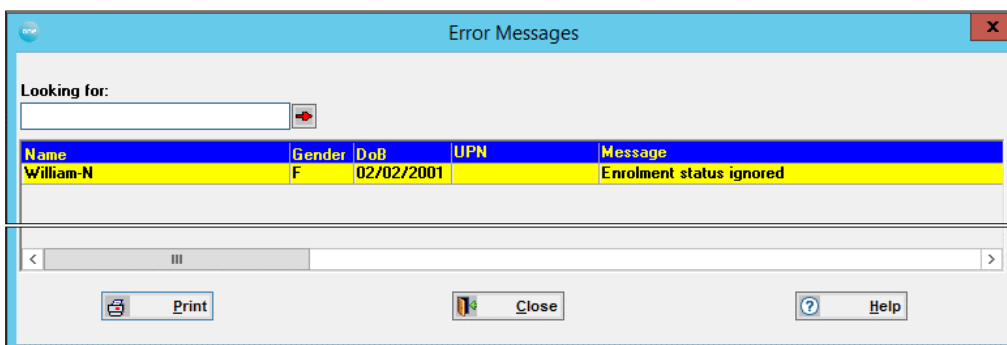 one
Error Messages
X
Looking for:
Name Gender DoB UPN Message
William-N F 02/02/2001 Enrolment status ignored
Print Close ? Help